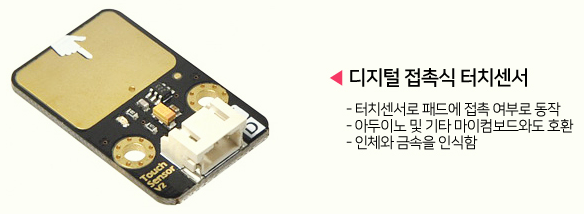 ◀ 디지털 접촉식 터치센서
- 터치센서로 패드에 접촉 여부로 동작
- 아두이노 및 기타 마이컴보드와도 호환
- 인체와 금속을 인식함
D
Touch
Sensor
V2